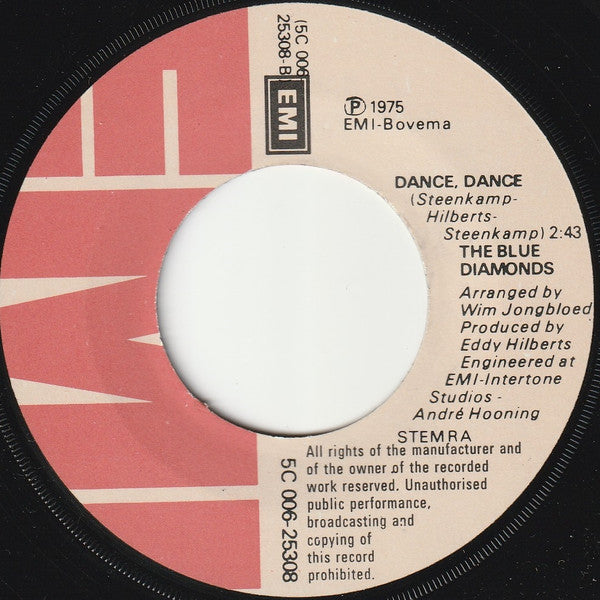 (5C 006
25308-B
EMI
Ⓟ 1975
EMI-Bovema
DANCE, DANCE
(Steenkamp-
Hilberts-
Steenkamp) 2:43
THE BLUE
DIAMONDS
Arranged by
Wim Jongbloed
Produced by
Eddy Hilberts
Engineered at
EMI-Intertone
Studios -
André Hooning
STEMRA
All rights of the manufacturer and
of the owner of the recorded
work reserved. Unauthorised
public performance,
broadcasting and
copying of
this record
prohibited.
5C 006-25308
EMI